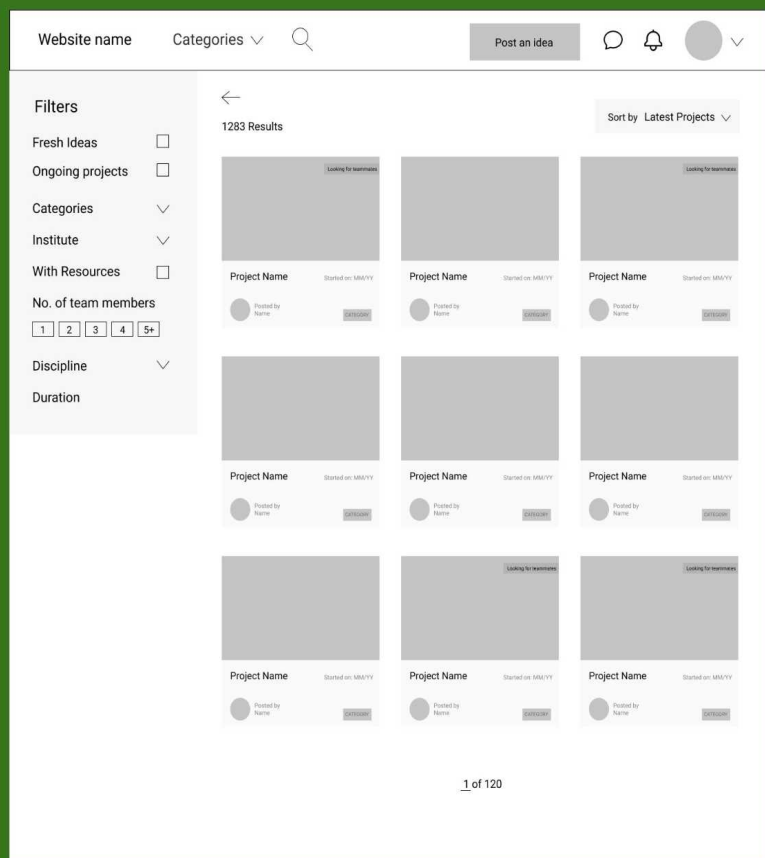 Website name
Categories
Post an idea
Filters
Fresh Ideas
Ongoing projects
Categories
Institute
With Resources
No. of team members
1 2 3 4 5+
Discipline
Duration
1283 Results
Sort by Latest Projects
Looking for teammates
Project Name Started on: MM/YY
Posted by
Name
CATEGORY
Project Name Started on: MM/YY
Posted by
Name
CATEGORY
Looking for teammates
Project Name Started on: MM/YY
Posted by
Name
CATEGORY
Project Name Started on: MM/YY
Posted by
Name
CATEGORY
Project Name Started on: MM/YY
Posted by
Name
CATEGORY
Project Name Started on: MM/YY
Posted by
Name
CATEGORY
Project Name Started on: MM/YY
Posted by
Name
CATEGORY
Looking for teammates
Project Name Started on: MM/YY
Posted by
Name
CATEGORY
Looking for teammates
Project Name Started on: MM/YY
Posted by
Name
CATEGORY
1 of 120